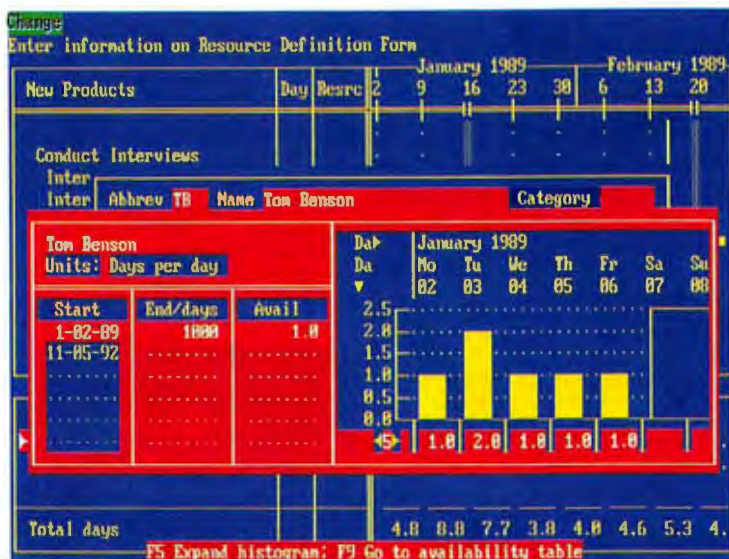 Change
Enter information on Resource Definition Form
January 1989 February 1989
New Products Day Resrc 2 9 16 23 30 6 13 20
Conduct Interviews
Inter
Inter Abbrev TB Name Tom Benson Category
Tom Benson
Units: Days per day
Start End/days Avail
1-02-89 1000 1.0
11-05-92
Da January 1989
Da Mo Tu We Th Fr Sa Su
02 03 04 05 06 07 08
2.5
2.0
1.5
1.0
0.5
0.0
5 1.0 2.0 1.0 1.0 1.0
Total days 4.8 8.8 7.7 3.8 4.0 4.6 5.3 4.
F5 Expand histogram: F9 Go to availability table